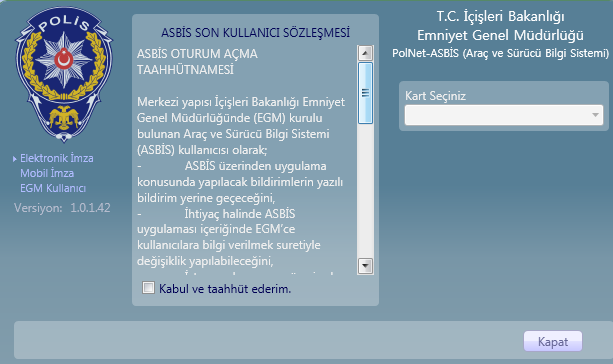 POLİS
Elektronik İmza
Mobil İmza
EGM Kullanıcı
Versiyon: 1.0.1.42
ASBİS SON KULLANICI SÖZLEŞMESİ
ASBİS OTURUM AÇMA
TAAHHÜTNAMESİ
Merkezi yapısı İçişleri Bakanlığı Emniyet
Genel Müdürlüğünde (EGM) kurulu
bulunan Araç ve Sürücü Bilgi Sistemi
(ASBİS) kullanıcısı olarak;
- ASBİS üzerinden uygulama
konusunda yapılacak bildirimlerin yazılı
bildirim yerine geçeceğini,
- İhtiyaç halinde ASBİS
uygulaması içeriğinde EGM'ce
kullanıcılara bilgi verilmek suretiyle
değişiklik yapılabileceğini,
Kabul ve taahhüt ederim.
T.C. İçişleri Bakanlığı
Emniyet Genel Müdürlüğü
PolNet-ASBİS (Araç ve Sürücü Bilgi Sistemi)
Kart Seçiniz
Kapat